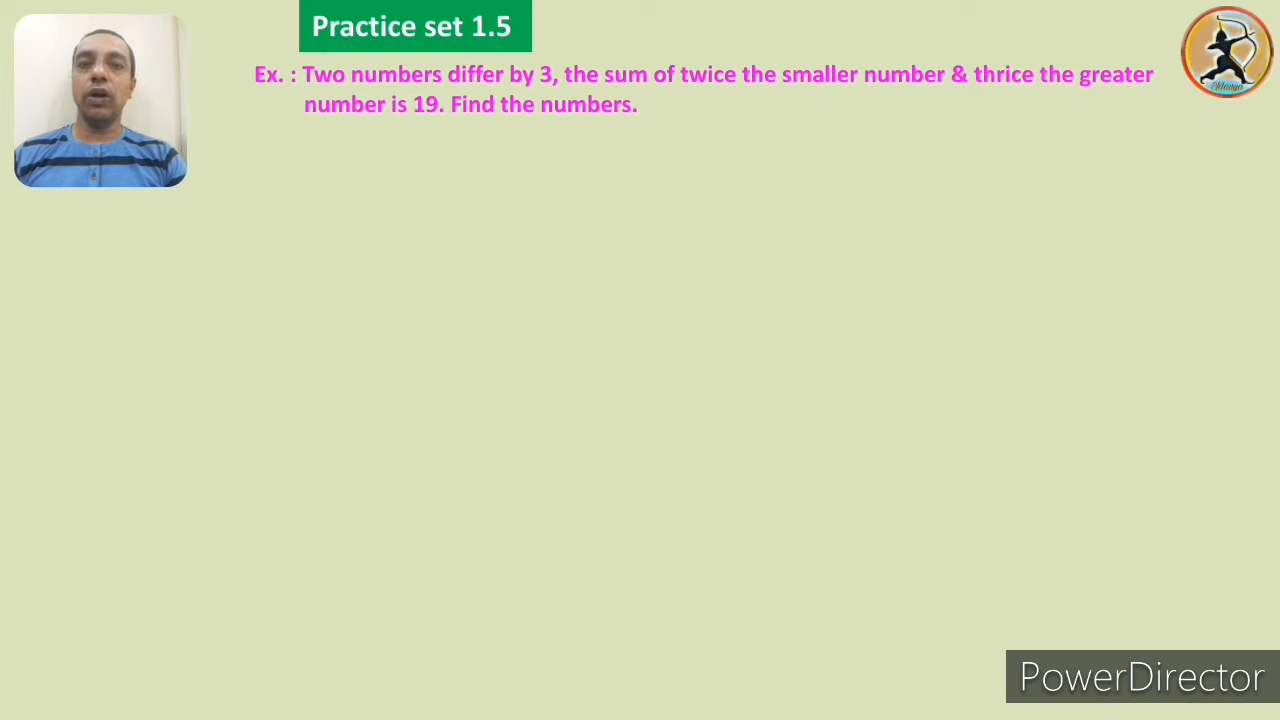 Practice set 1.5
Ex. : Two numbers differ by 3, the sum of twice the smaller number & thrice the greater
number is 19. Find the numbers.
Eklavya
PowerDirector